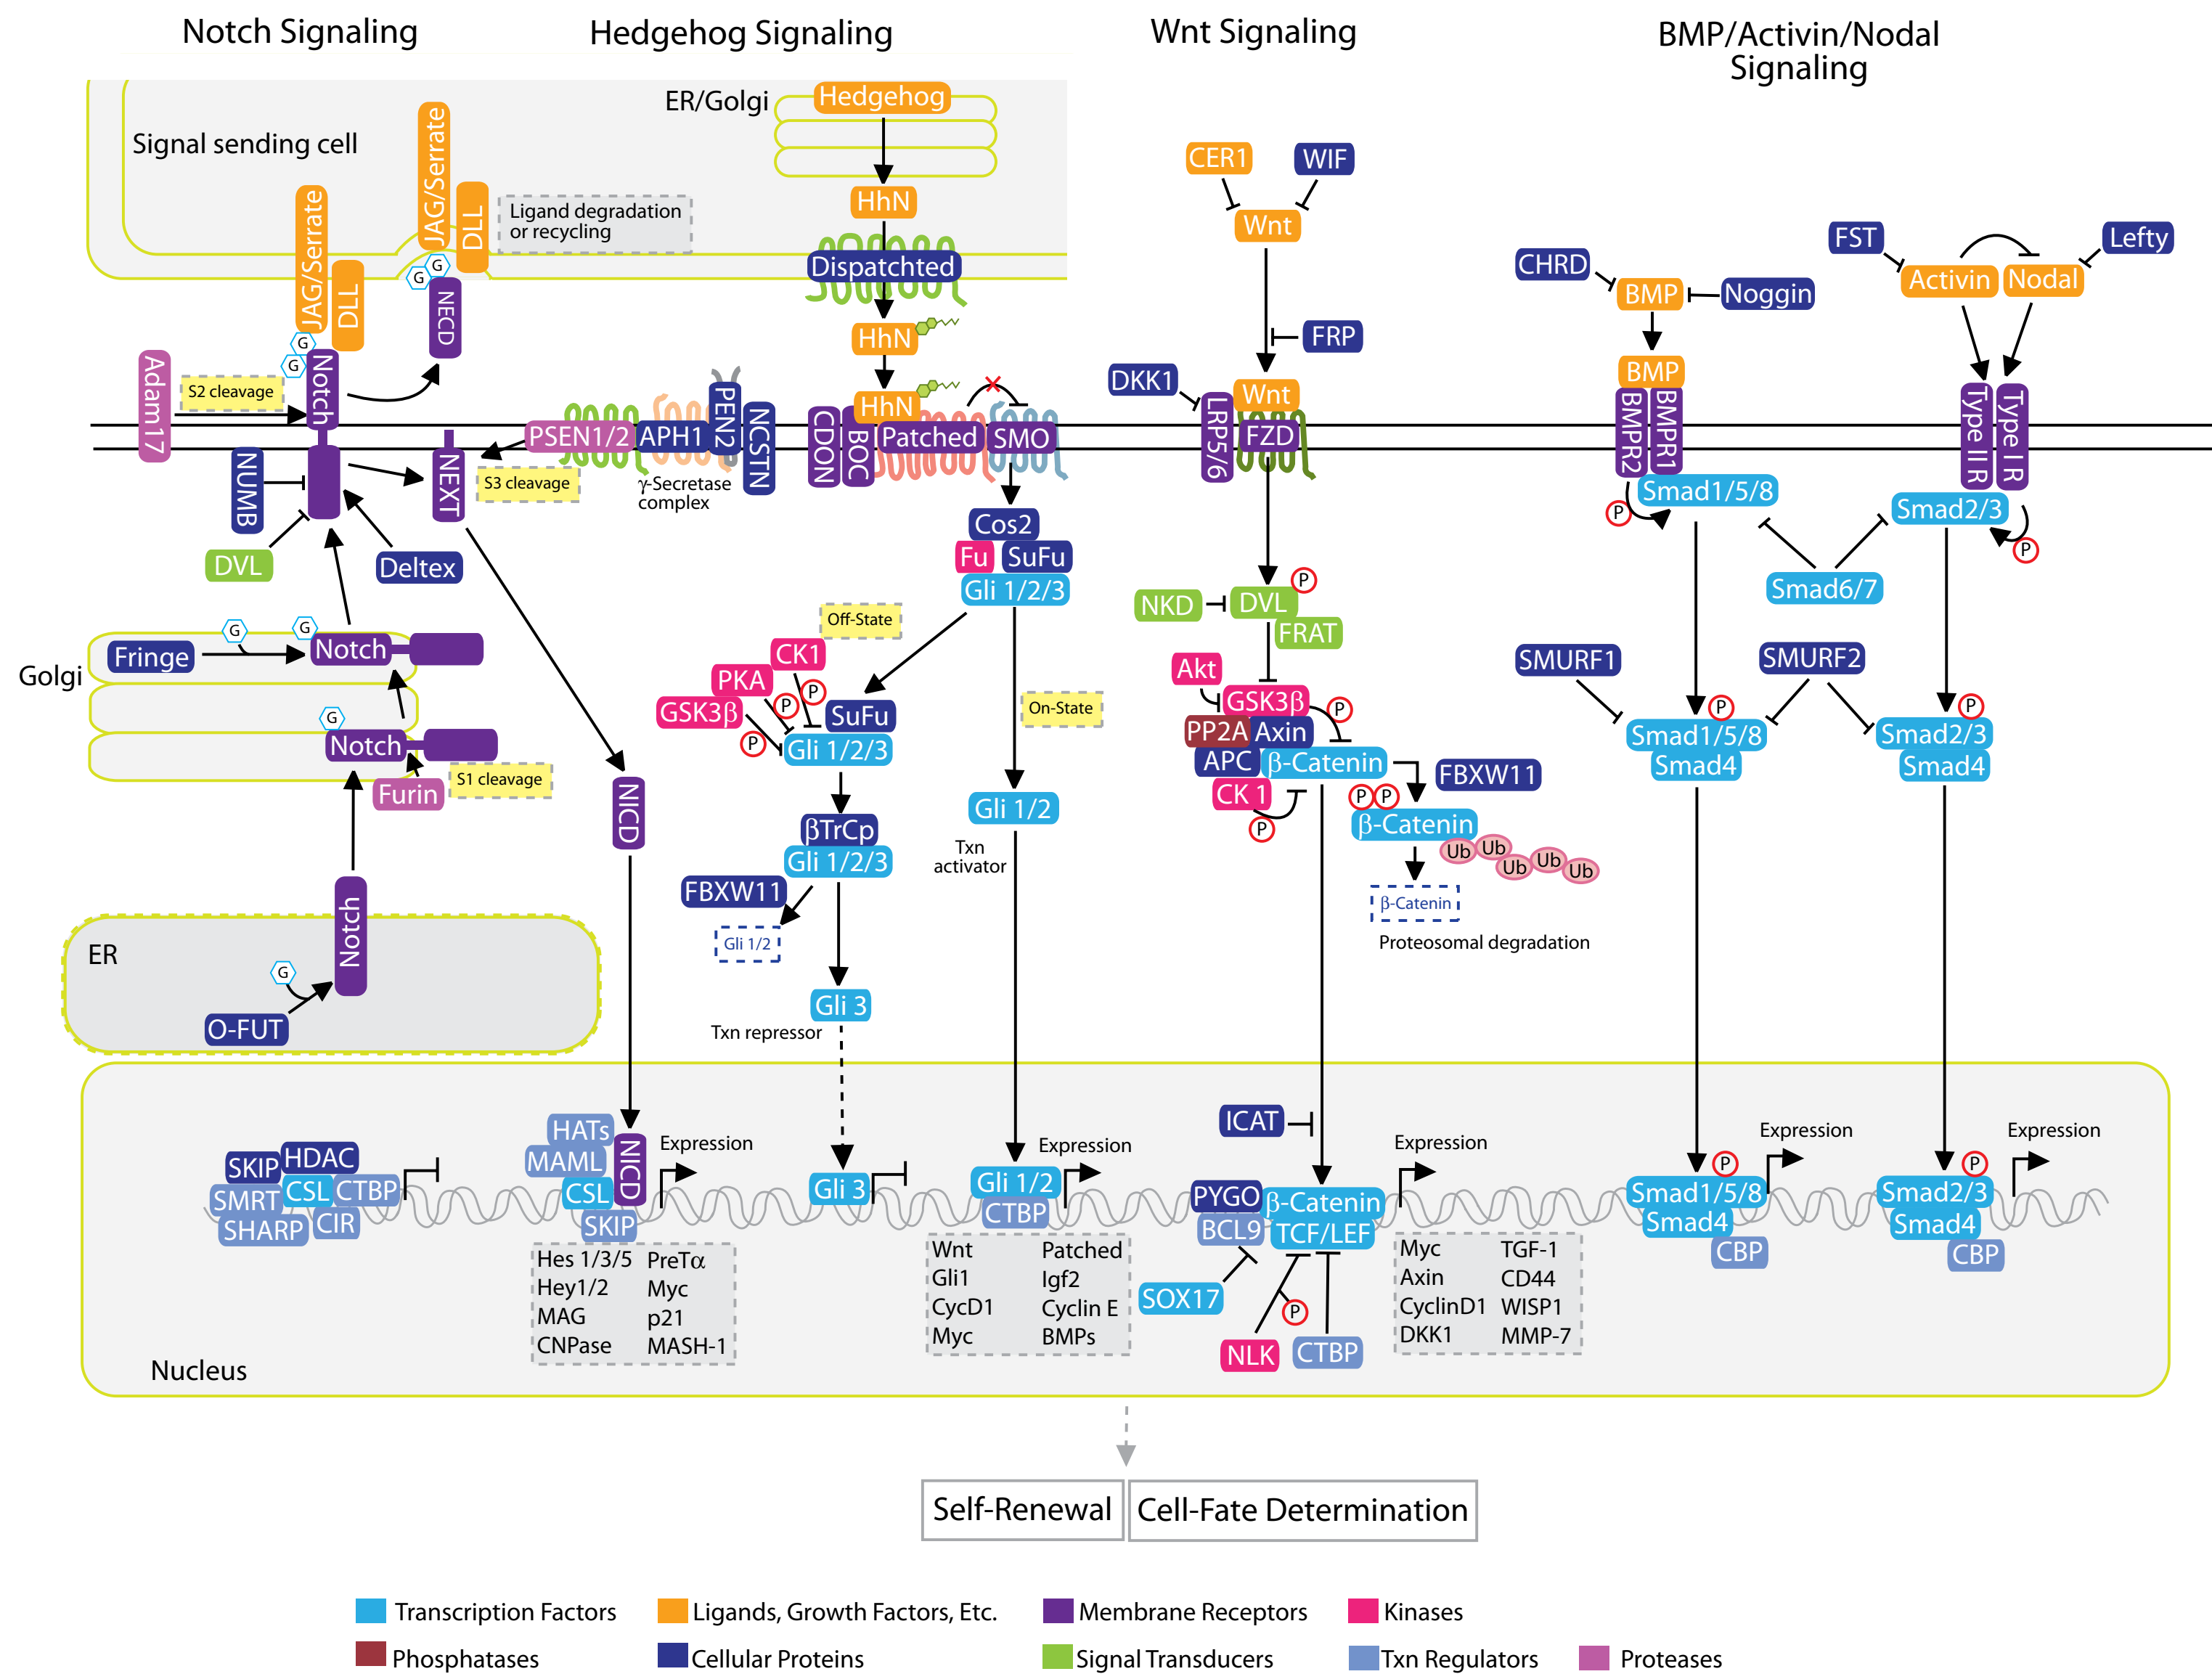 Notch Signaling
Hedgehog Signaling
Wnt Signaling
BMP/Activin/Nodal
Signaling
Signal sending cell
JAG/Serrate
DLL
JAG/Serrate
DLL
Ligand degradation
or recycling
G
G
NECD
G
G
Notch
Adam17
S2 cleavage
NUMB
DVL
Deltex
NEXT
S3 cleavage
PSEN1/2
APH1
PEN2
NCSTN
γ-Secretase
complex
Golgi
Fringe
G
G
Notch
G
Notch
Furin
S1 cleavage
ER
Notch
G
O-FUT
NICD
ER/Golgi
Hedgehog
HhN
Dispatchted
HhN
HhN
CDON
BOC
Patched
SMO
Cos2
Fu
SuFu
Gli 1/2/3
Off-State
On-State
CK1
PKA
GSK3β
P
P
P
SuFu
Gli 1/2/3
βTrCp
Gli 1/2/3
FBXW11
Gli 1/2
Gli 3
Txn repressor
Gli 1/2
Txn
activator
CER1
WIF
Wnt
FRP
DKK1
Wnt
LRP5/6
FZD
NKD
DVL
P
FRAT
Akt
GSK3β
P
PP2A
Axin
APC
β-Catenin
CK 1
P
FBXW11
P
P
β-Catenin
Ub
Ub
Ub
Ub
Ub
β-Catenin
Proteosomal degradation
CHRD
BMP
Noggin
BMP
BMPR2
BMPR1
Smad1/5/8
P
FST
Lefty
Activin
Nodal
Type II R
Type I R
Smad2/3
P
Smad6/7
SMURF1
SMURF2
P
Smad1/5/8
Smad4
P
Smad2/3
Smad4
SKIP
HDAC
SMRT
CSL
CTBP
SHARP
CIR
HATs
MAML
NICD
CSL
SKIP
Expression
Hes 1/3/5
PreTα
Hey1/2
Myc
MAG
p21
CNPase
MASH-1
Gli 3
Gli 1/2
CTBP
Expression
Wnt
Patched
Gli1
Igf2
CycD1
Cyclin E
Myc
BMPs
ICAT
PYGO
β-Catenin
BCL9
TCF/LEF
SOX17
P
NLK
CTBP
Expression
Myc
TGF-1
Axin
CD44
CyclinD1
WISP1
DKK1
MMP-7
P
Smad1/5/8
Smad4
CBP
Expression
P
Smad2/3
Smad4
CBP
Expression
Nucleus
Self-Renewal
Cell-Fate Determination
Transcription Factors
Ligands, Growth Factors, Etc.
Membrane Receptors
Kinases
Phosphatases
Cellular Proteins
Signal Transducers
Txn Regulators
Proteases